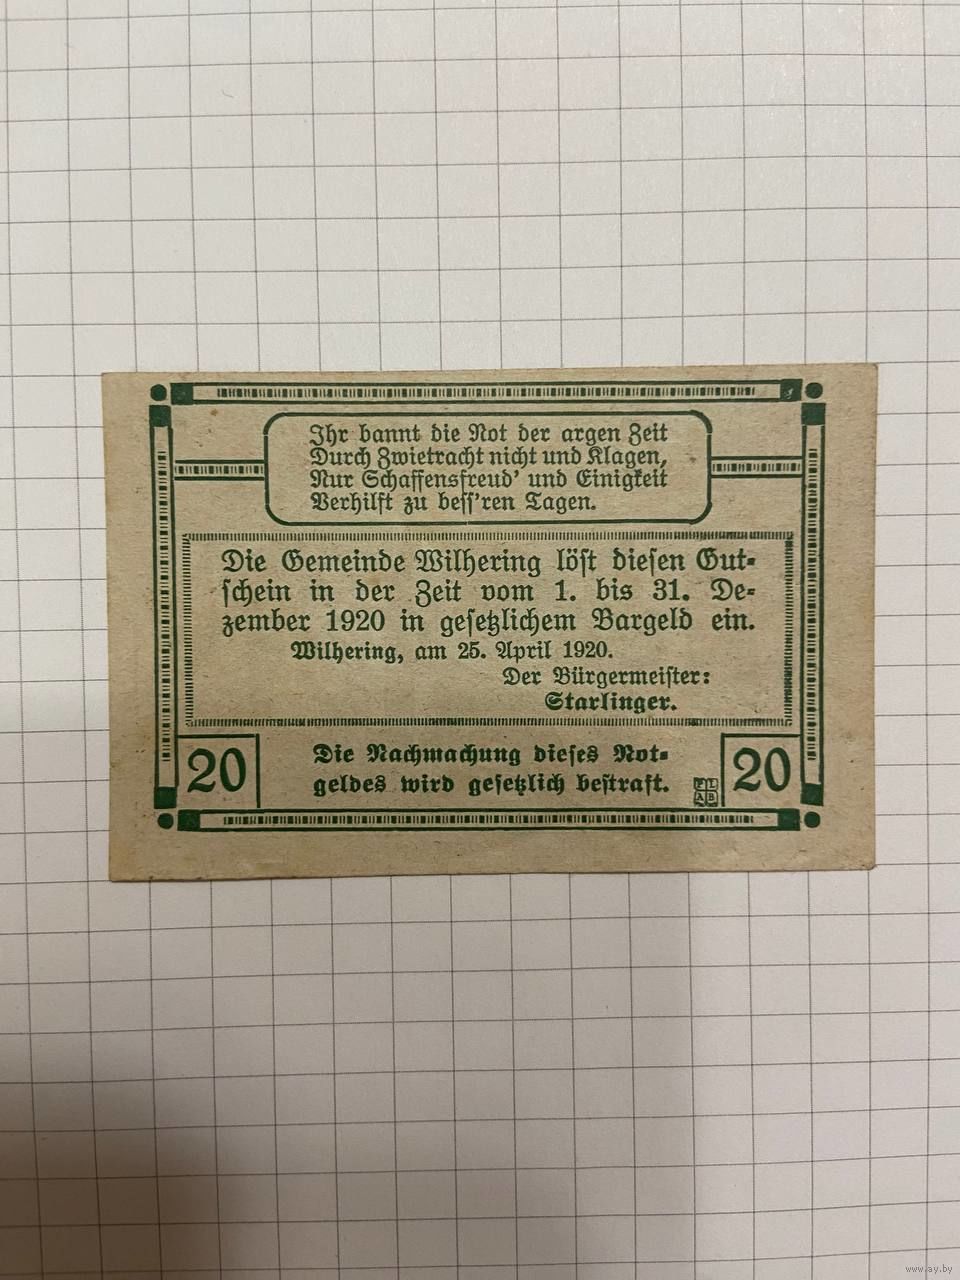 Ihr bannt die Not der argen Zeit
Durch Zwietracht nicht und Klagen,
Nur Schaffensfreud' und Einigkeit
Verhilft zu bess'ren Tagen.
Die Gemeinde Wilhering löst diesen Gut-
schein in der Zeit vom 1. bis 31. De-
zember 1920 in gesetzlichem Bargeld ein.
Wilhering, am 25. April 1920.
Der Bürgermeister:
Starlinger.
20
Die Nachmachung dieses Not-
geldes wird gesetzlich bestraft.
20
www.ay.by